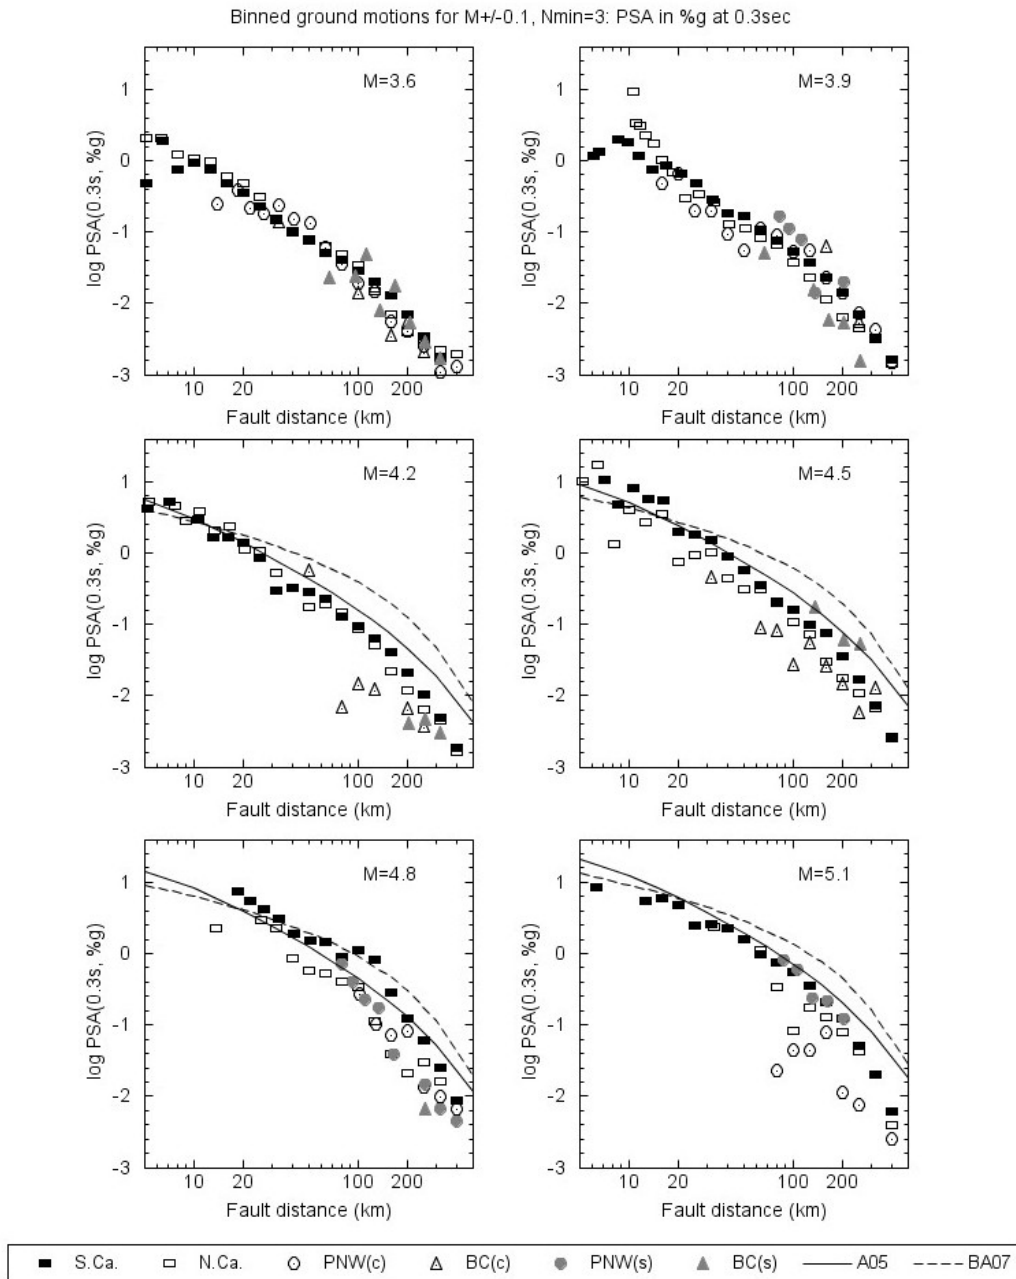 Binned ground motions for M+/-0.1, Nmin=3: PSA in %g at 0.3sec
M=3.6
log PSA(0.3s, %g)
1
0
-1
-2
-3
10 20 100 200
Fault distance (km)
M=3.9
log PSA(0.3s, %g)
1
0
-1
-2
-3
10 20 100 200
Fault distance (km)
M=4.2
log PSA(0.3s, %g)
1
0
-1
-2
-3
10 20 100 200
Fault distance (km)
M=4.5
log PSA(0.3s, %g)
1
0
-1
-2
-3
10 20 100 200
Fault distance (km)
M=4.8
log PSA(0.3s, %g)
1
0
-1
-2
-3
10 20 100 200
Fault distance (km)
M=5.1
log PSA(0.3s, %g)
1
0
-1
-2
-3
10 20 100 200
Fault distance (km)
S.Ca. N.Ca. PNW(c) BC(c) PNW(s) BC(s) A05 BA07